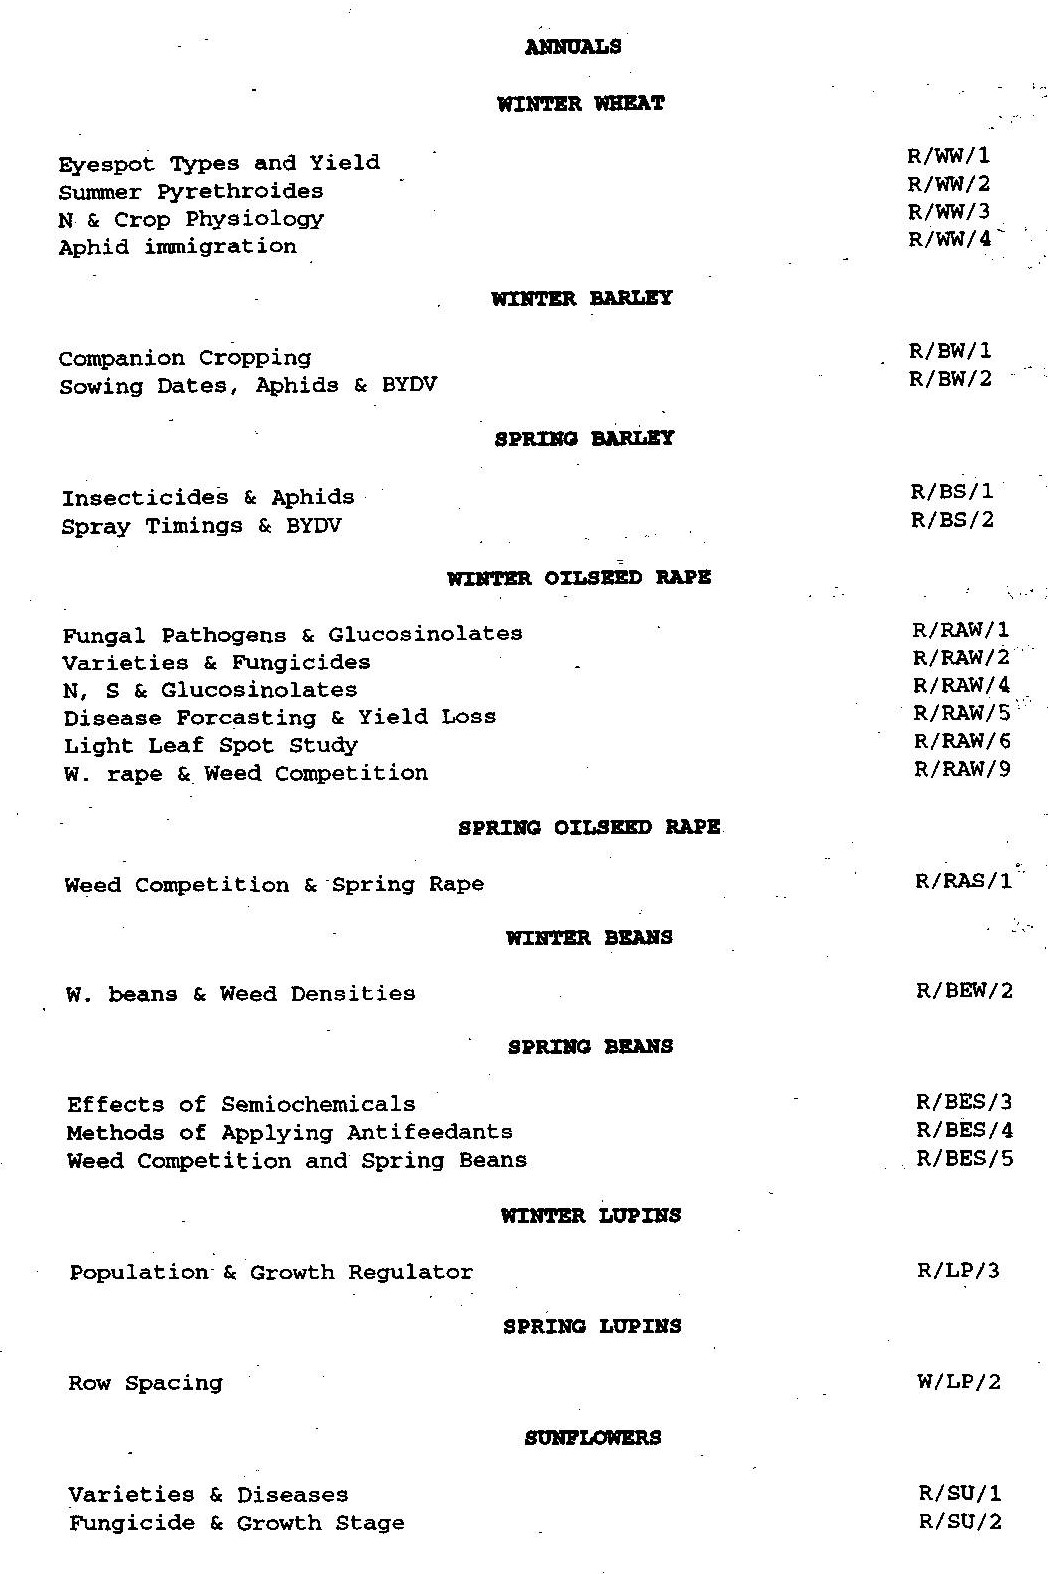 ANNUALS
WINTER WHEAT
Eyespot Types and Yield R/WW/1
Summer Pyrethroides R/WW/2
N & Crop Physiology R/WW/3
Aphid immigration R/WW/4
WINTER BARLEY
Companion Cropping R/BW/1
Sowing Dates, Aphids & BYDV R/BW/2
SPRING BARLEY
Insecticides & Aphids R/BS/1
Spray Timings & BYDV R/BS/2
WINTER OILSEED RAPE
Fungal Pathogens & Glucosinolates R/RAW/1
Varieties & Fungicides R/RAW/2
N, S & Glucosinolates R/RAW/4
Disease Forcasting & Yield Loss R/RAW/5
Light Leaf Spot Study R/RAW/6
W. rape & Weed Competition R/RAW/9
SPRING OILSEED RAPE
Weed Competition & Spring Rape R/RAS/1
WINTER BEANS
W. beans & Weed Densities R/BEW/2
SPRING BEANS
Effects of Semiochemicals R/BES/3
Methods of Applying Antifeedants R/BES/4
Weed Competition and Spring Beans R/BES/5
WINTER LUPINS
Population & Growth Regulator R/LP/3
SPRING LUPINS
Row Spacing W/LP/2
SUNFLOWERS
Varieties & Diseases R/SU/1
Fungicide & Growth Stage R/SU/2